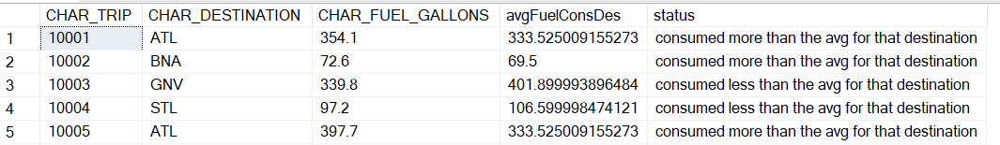 CHAR_TRIP CHAR_DESTINATION CHAR_FUEL_GALLONS avgFuelConsDes status
1 10001 ATL 354.1 333.525009155273 consumed more than the avg for that destination
2 10002 BNA 72.6 69.5 consumed more than the avg for that destination
3 10003 GNV 339.8 401.899993896484 consumed less than the avg for that destination
4 10004 STL 97.2 106.599998474121 consumed less than the avg for that destination
5 10005 ATL 397.7 333.525009155273 consumed more than the avg for that destination